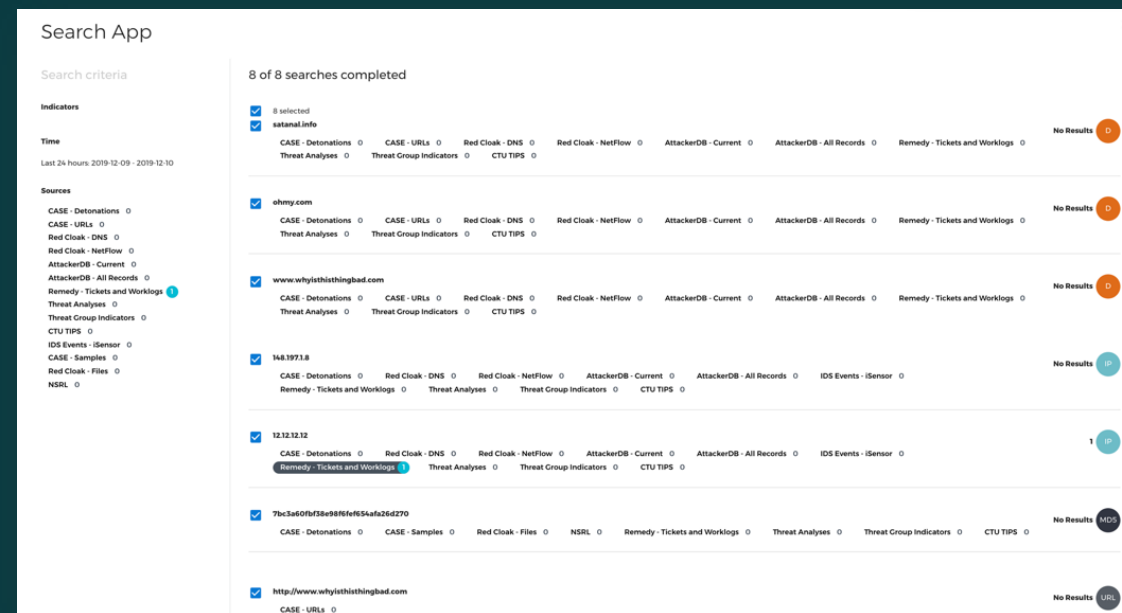 Search App
Search criteria
Indicators
Time
Last 24 hours: 2019-12-09 - 2019-12-10
Sources
CASE - Detonations 0
CASE - URLs 0
Red Cloak - DNS 0
Red Cloak - NetFlow 0
AttackerDB - Current 0
AttackerDB - All Records 0
Remedy - Tickets and Worklogs 1
Threat Analyses 0
Threat Group Indicators 0
CTU TIPS 0
IDS Events - iSensor 0
CASE - Samples 0
Red Cloak - Files 0
NSRL 0
8 of 8 searches completed
8 selected
satanal.info
No Results D
CASE - Detonations 0 CASE - URLs 0 Red Cloak - DNS 0 Red Cloak - NetFlow 0 AttackerDB - Current 0 AttackerDB - All Records 0 Remedy - Tickets and Worklogs 0
Threat Analyses 0 Threat Group Indicators 0 CTU TIPS 0
ohmy.com
No Results D
CASE - Detonations 0 CASE - URLs 0 Red Cloak - DNS 0 Red Cloak - NetFlow 0 AttackerDB - Current 0 AttackerDB - All Records 0 Remedy - Tickets and Worklogs 0
Threat Analyses 0 Threat Group Indicators 0 CTU TIPS 0
www.whyisthisthingbad.com
No Results D
CASE - Detonations 0 CASE - URLs 0 Red Cloak - DNS 0 Red Cloak - NetFlow 0 AttackerDB - Current 0 AttackerDB - All Records 0 Remedy - Tickets and Worklogs 0
Threat Analyses 0 Threat Group Indicators 0 CTU TIPS 0
148.197.1.8
No Results IP
CASE - Detonations 0 Red Cloak - DNS 0 Red Cloak - NetFlow 0 AttackerDB - Current 0 AttackerDB - All Records 0 IDS Events - iSensor 0
Remedy - Tickets and Worklogs 0 Threat Analyses 0 Threat Group Indicators 0 CTU TIPS 0
12.12.12.12
1 IP
CASE - Detonations 0 Red Cloak - DNS 0 Red Cloak - NetFlow 0 AttackerDB - Current 0 AttackerDB - All Records 0 IDS Events - iSensor 0
Remedy - Tickets and Worklogs 1 Threat Analyses 0 Threat Group Indicators 0 CTU TIPS 0
7bc3a60fbf38e98f6fef654afa26d270
No Results MD5
CASE - Detonations 0 CASE - Samples 0 Red Cloak - Files 0 NSRL 0 Remedy - Tickets and Worklogs 0 Threat Analyses 0 Threat Group Indicators 0 CTU TIPS 0
http://www.whyisthisthingbad.com
No Results URL
CASE - URLs 0